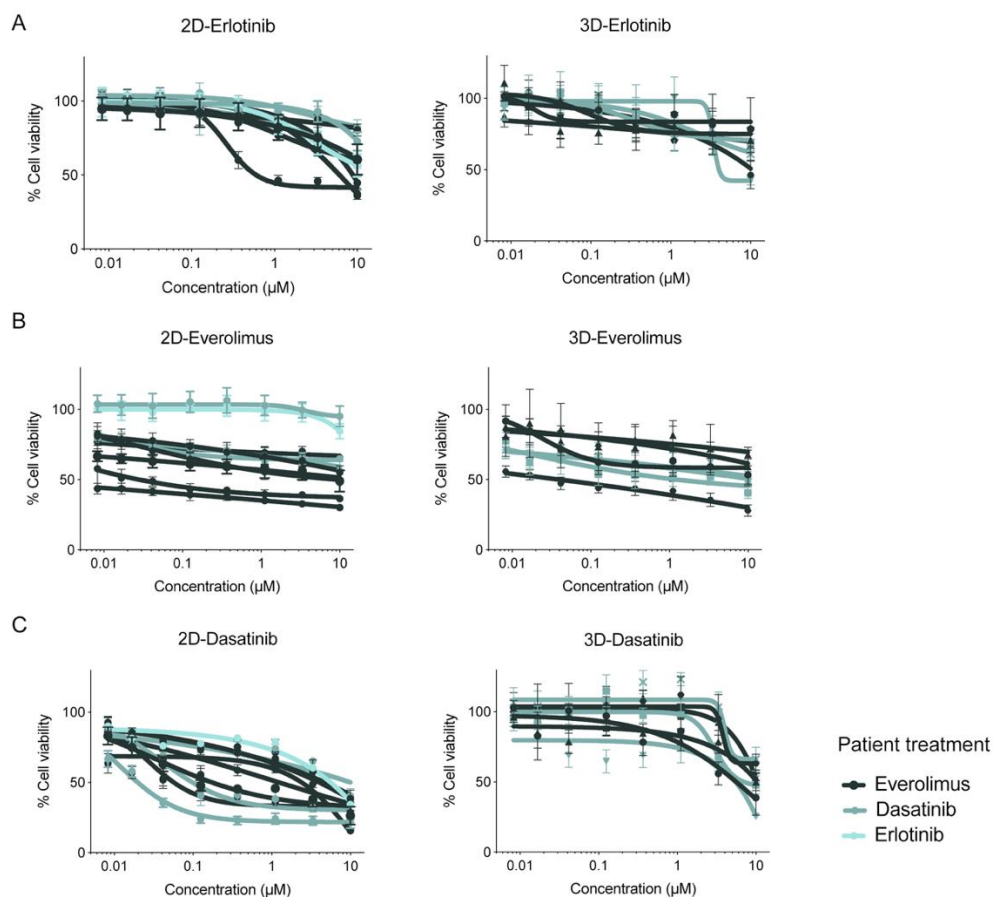 A
2D-Erlotinib
3D-Erlotinib
% Cell viability
100
50
0
0.01 0.1 1 10
Concentration (µM)
% Cell viability
100
50
0
0.01 0.1 1 10
Concentration (µM)
B
2D-Everolimus
3D-Everolimus
% Cell viability
100
50
0
0.01 0.1 1 10
Concentration (µM)
% Cell viability
100
50
0
0.01 0.1 1 10
Concentration (µM)
C
2D-Dasatinib
3D-Dasatinib
% Cell viability
100
50
0
0.01 0.1 1 10
Concentration (µM)
% Cell viability
100
50
0
0.01 0.1 1 10
Concentration (µM)
Patient treatment
Everolimus
Dasatinib
Erlotinib